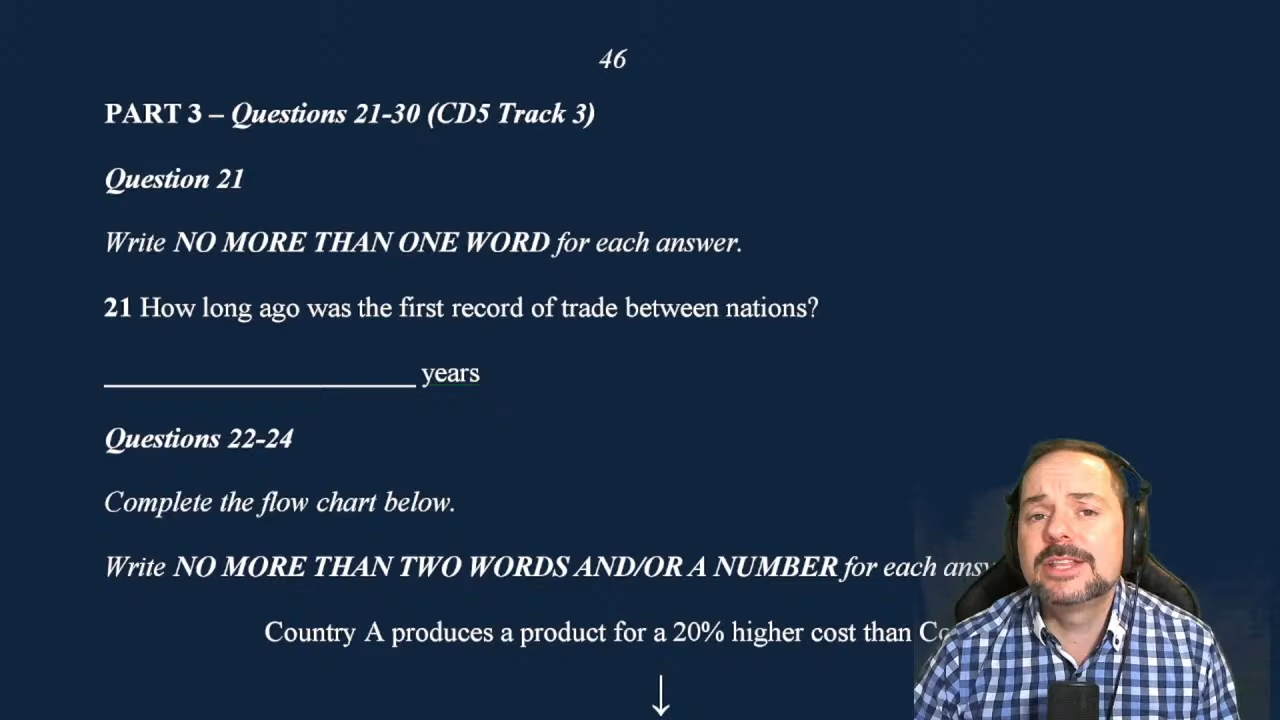 46
PART 3 – Questions 21-30 (CD5 Track 3)
Question 21
Write NO MORE THAN ONE WORD for each answer.
21 How long ago was the first record of trade between nations?
____________________ years
Questions 22-24
Complete the flow chart below.
Write NO MORE THAN TWO WORDS AND/OR A NUMBER for each
Country A produces a product for a 20% higher cost than
↓